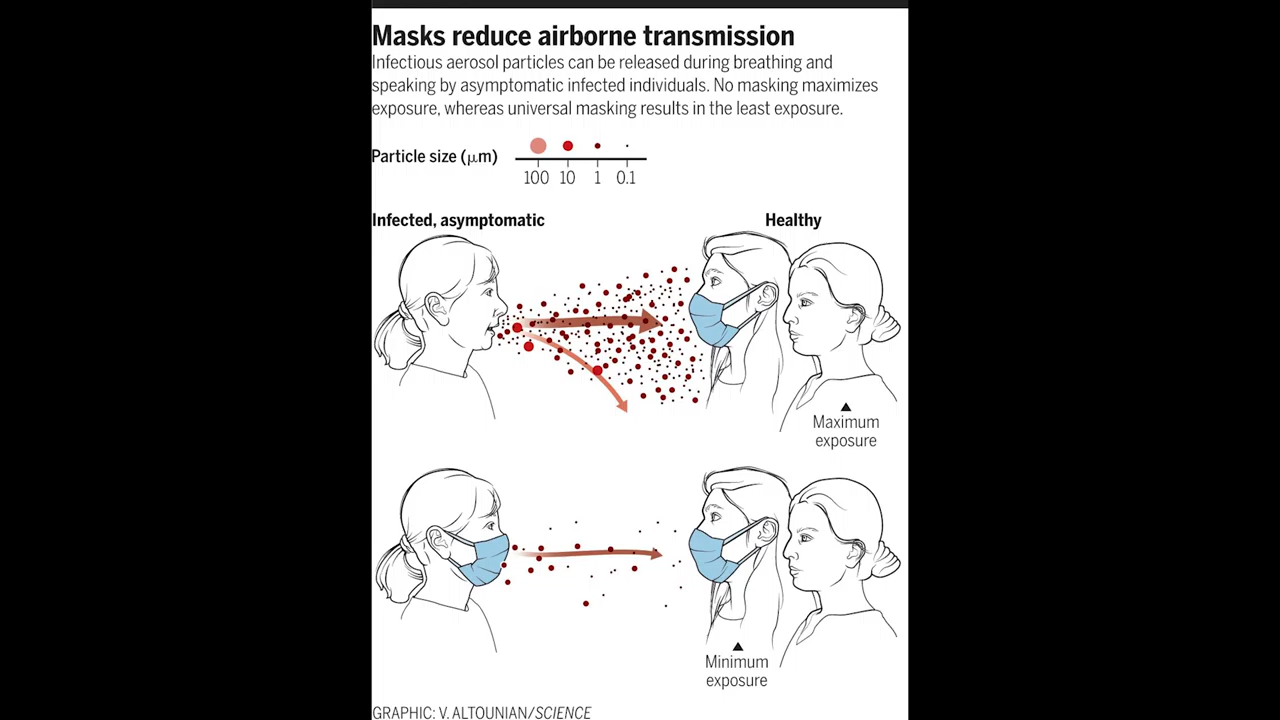 Masks reduce airborne transmission
Infectious aerosol particles can be released during breathing and
speaking by asymptomatic infected individuals. No masking maximizes
exposure, whereas universal masking results in the least exposure.
Particle size (μm)
100 10 1 0.1
Infected, asymptomatic
Healthy
Maximum
exposure
Minimum
exposure
GRAPHIC: V. ALTOUNIAN/SCIENCE